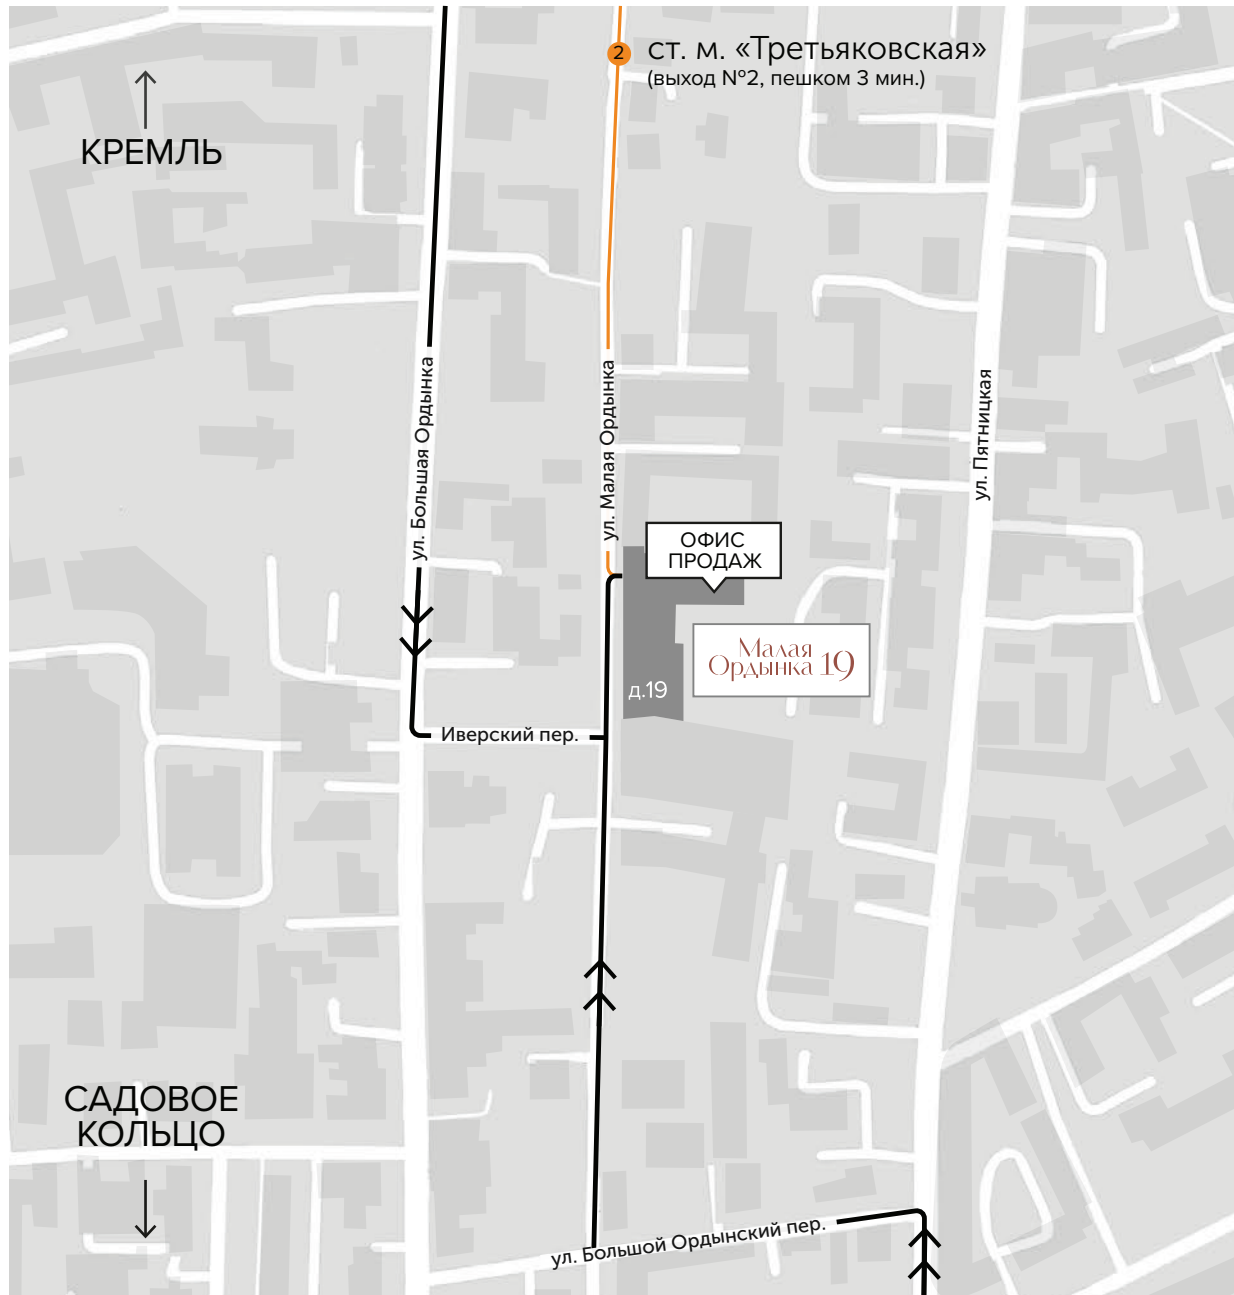 2
ст. м. «Третьяковская»
(выход №2, пешком 3 мин.)
КРЕМЛЬ
ул. Большая Ордынка
ул. Малая Ордынка
ул. Пятницкая
ОФИС
ПРОДАЖ
Малая
Ордынка 19
д.19
Иверский пер.
САДОВОЕ
КОЛЬЦО
ул. Большой Ордынский пер.